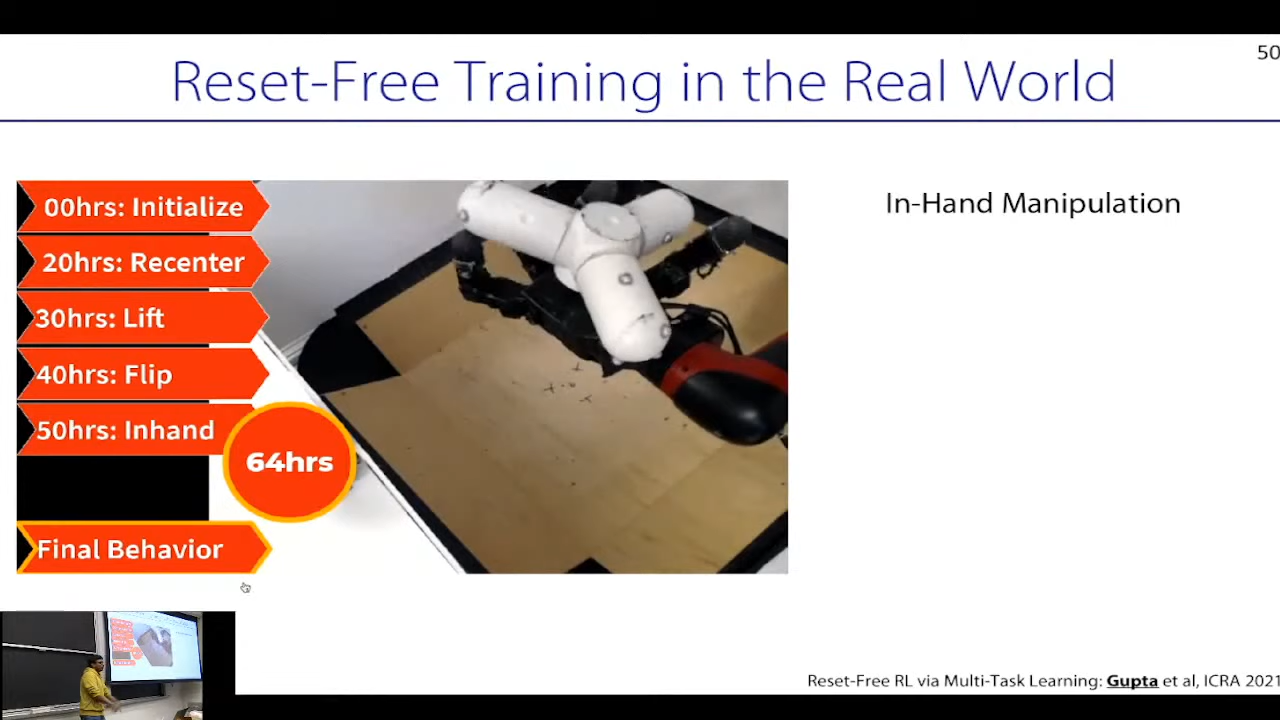 50
Reset-Free Training in the Real World
00hrs: Initialize
20hrs: Recenter
30hrs: Lift
40hrs: Flip
50hrs: Inhand
64hrs
Final Behavior
In-Hand Manipulation
Reset-Free RL via Multi-Task Learning: Gupta et al, ICRA 2021